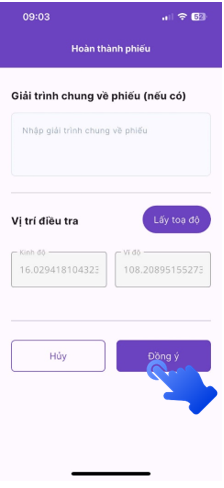 09:03
52
Hoàn thành phiếu
Giải trình chung về phiếu (nếu có)
Nhập giải trình chung về phiếu
Vị trí điều tra
Lấy toạ độ
Kinh độ
Vĩ độ
16.029418104323
108.20895155273
Hủy
Đồng ý